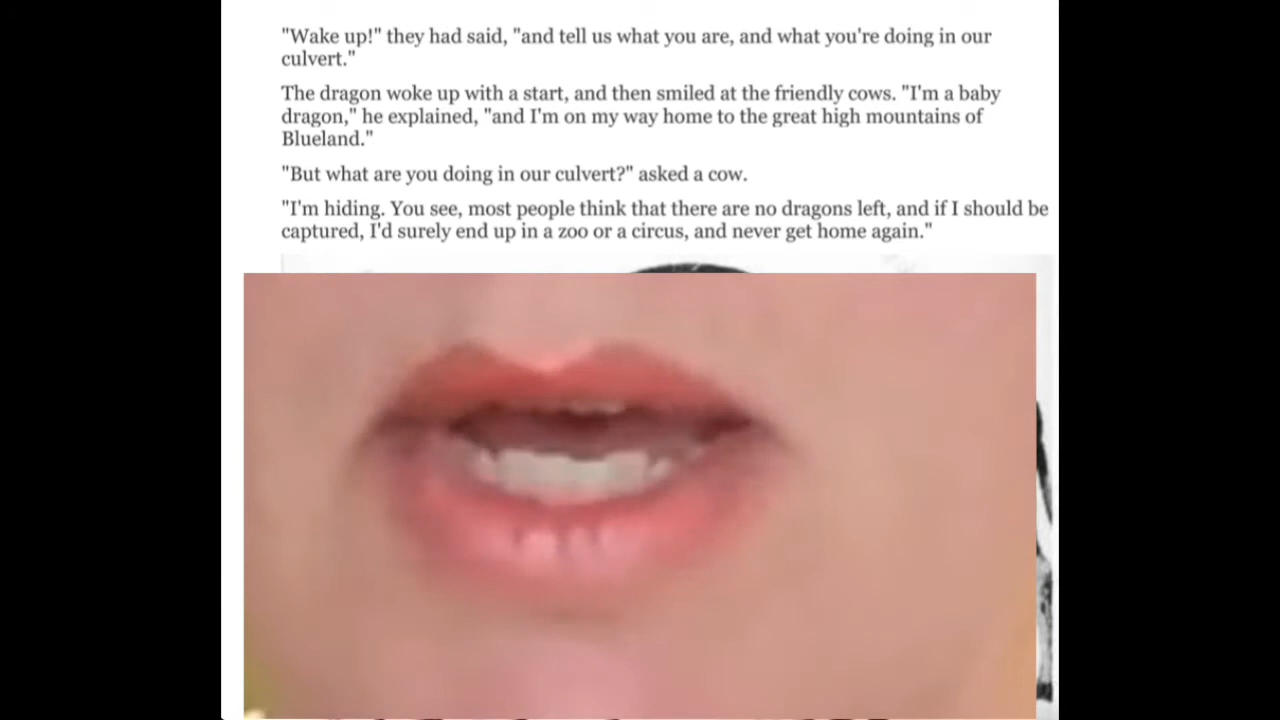 "Wake up!" they had said, "and tell us what you are, and what you're doing in our
culvert."
The dragon woke up with a start, and then smiled at the friendly cows. "I'm a baby
dragon," he explained, "and I'm on my way home to the great high mountains of
Blueland."
"But what are you doing in our culvert?" asked a cow.
"I'm hiding. You see, most people think that there are no dragons left, and if I should be
captured, I'd surely end up in a zoo or a circus, and never get home again."